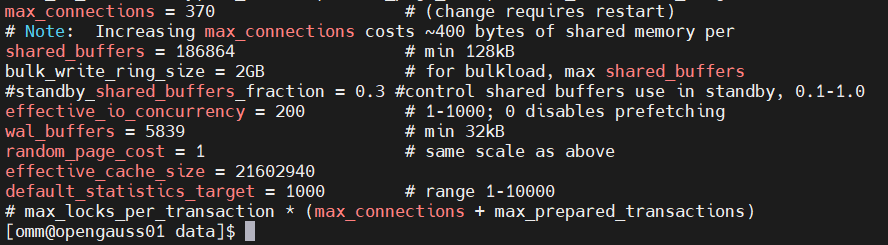 max_connections = 370                   # (change requires restart)
# Note:  Increasing max_connections costs ~400 bytes of shared memory per
shared_buffers = 186864                 # min 128kB
bulk_write_ring_size = 2GB              # for bulkload, max shared_buffers
#standby_shared_buffers_fraction = 0.3 #control shared buffers use in standby, 0.1-1.0
effective_io_concurrency = 200          # 1-1000; 0 disables prefetching
wal_buffers = 5839                      # min 32kB
random_page_cost = 1                    # same scale as above
effective_cache_size = 21602940
default_statistics_target = 1000        # range 1-10000
# max_locks_per_transaction * (max_connections + max_prepared_transactions)
[omm@opengauss01 data]$